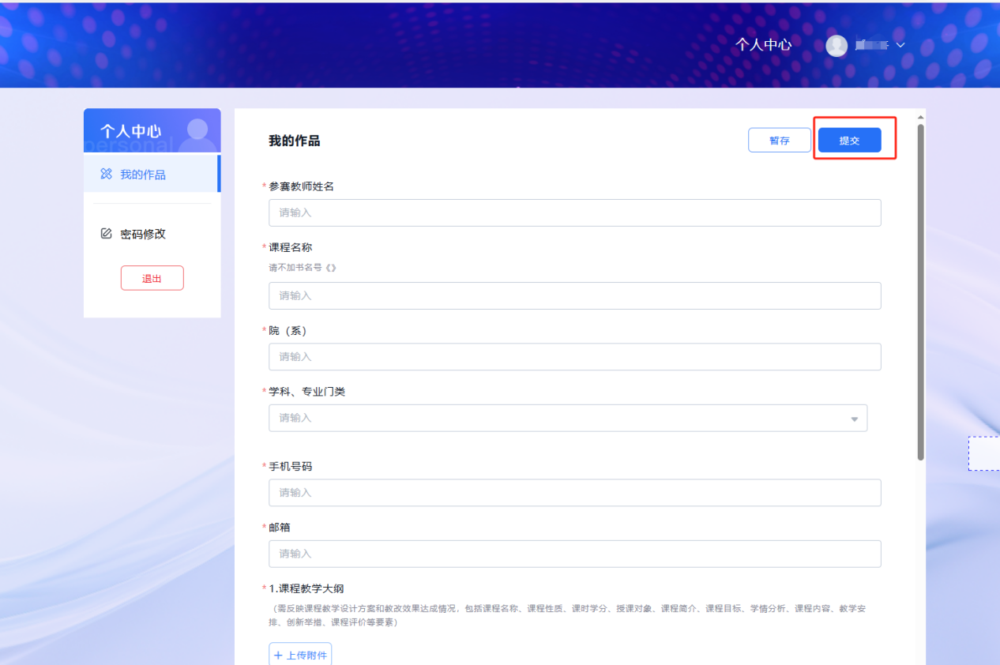 个人中心
个人中心
personal
我的作品
密码修改
退出
我的作品
暂存
提交
*参赛教师姓名
请输入
*课程名称
请不加书名号《》
请输入
*院（系）
请输入
*学科、专业门类
请输入
*手机号码
请输入
*邮箱
请输入
*1.课程教学大纲
（需反映课程教学设计方案和教改效果达成情况，包括课程名称、课程性质、课时学分、授课对象、课程简介、课程目标、学情分析、课程内容、教学安
排、创新举措、课程评价等要素）
+ 上传附件